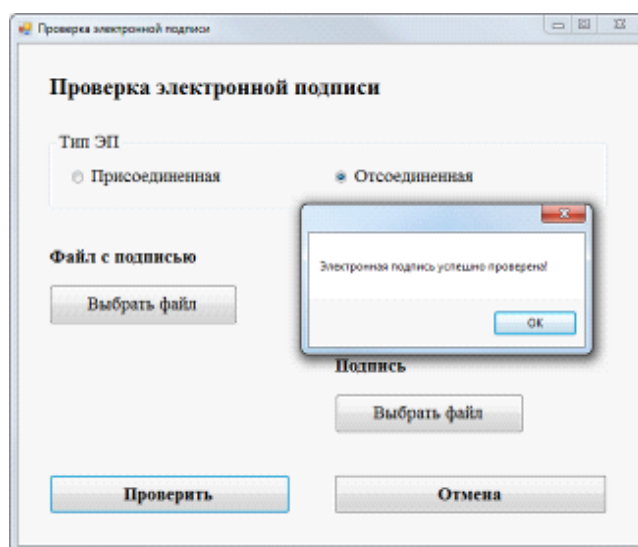 Проверка электронной подписи
Проверка электронной подписи
Тип ЭП
Присоединенная
Отсоединенная
Файл с подписью
Выбрать файл
Электронная подпись успешно проверена!
OK
Подпись
Выбрать файл
Проверить
Отмена